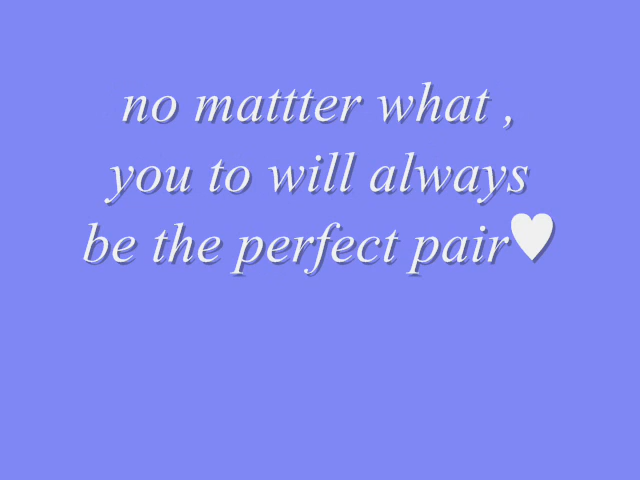 no mattter what ,
you to will always
be the perfect pair♥